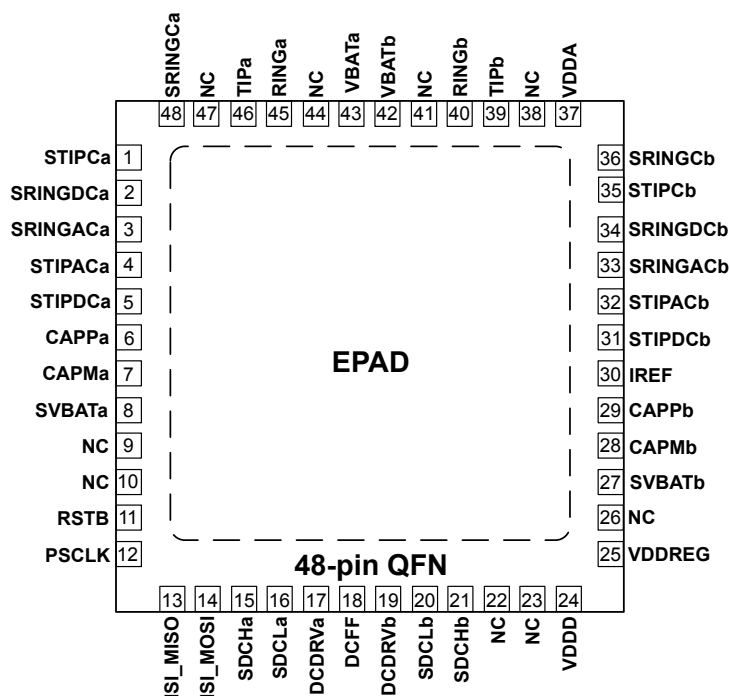 SRINGCa
NC
TIPa
RINGa
NC
VBATa
VBATb
NC
RINGb
TIPb
NC
VDDA
48 47 46 45 44 43 42 41 40 39 38 37
STIPCa 1
SRINGDCa 2
SRINGACa 3
STIPACa 4
STIPDCa 5
CAPPa 6
CAPMa 7
SVBATa 8
NC 9
NC 10
RSTB 11
PSCLK 12
EPAD
36 SRINGCb
35 STIPCb
34 SRINGDCb
33 SRINGACb
32 STIPACb
31 STIPDCb
30 IREF
29 CAPPb
28 CAPMb
27 SVBATb
26 NC
25 VDDREG
48-pin QFN
13 14 15 16 17 18 19 20 21 22 23 24
ISI_MISO
ISI_MOSI
SDCHa
SDCLa
DCDRVa
DCFF
DCDRVb
SDCLb
SDCHb
NC
NC
VDDD